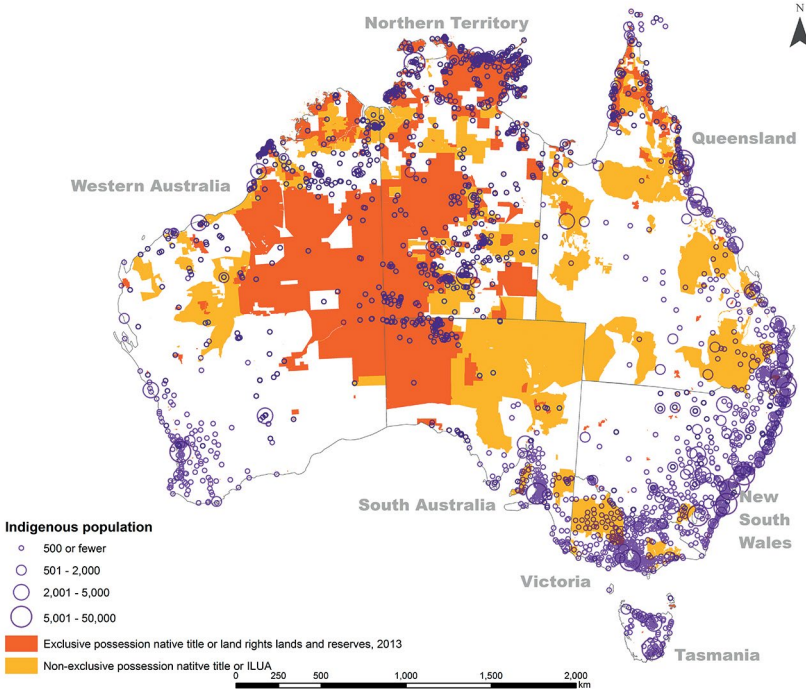 N
Northern Territory
Queensland
Western Australia
South Australia
New
South
Wales
Victoria
Tasmania
Indigenous population
500 or fewer
501 - 2,000
2,001 - 5,000
5,001 - 50,000
Exclusive possession native title or land rights lands and reserves, 2013
Non-exclusive possession native title or ILUA
0 250 500 1,000 1,500 2,000
km